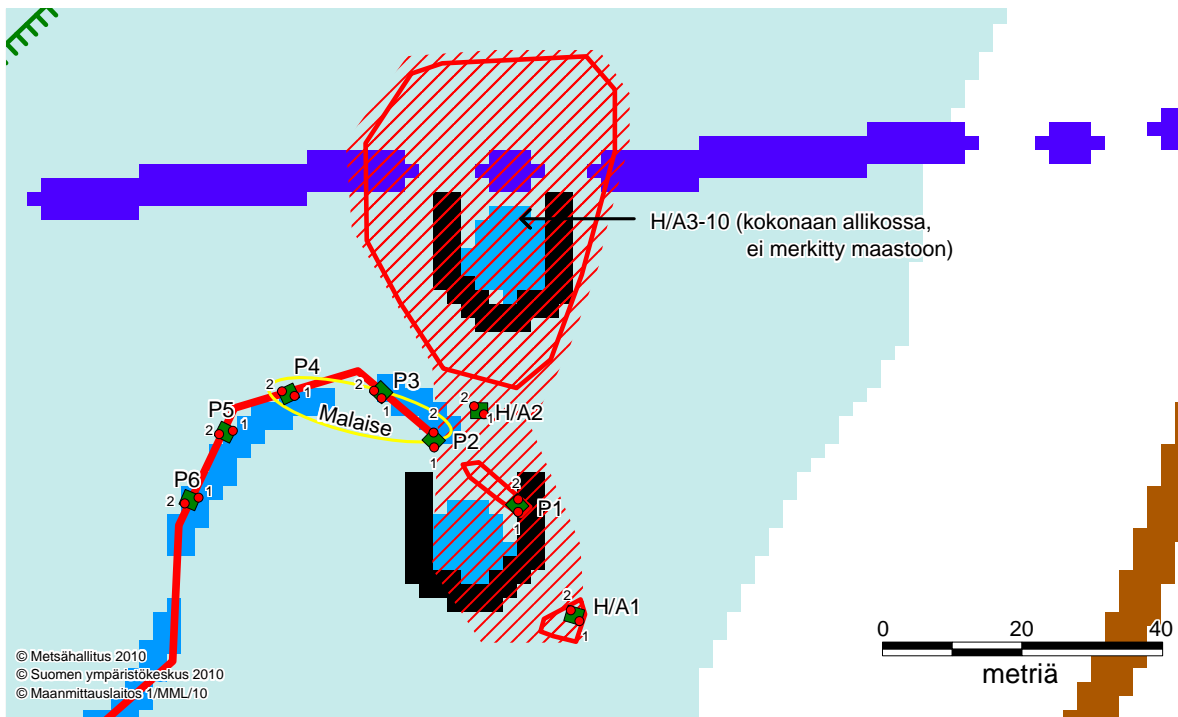 H/A3-10 (kokonaan allikossa,
ei merkitty maastoon)
P4
2
1
P3
2
1
Malaise
2
H/A2
1
2
P2
1
P5
2
1
P6
2
1
2
P1
1
2
H/A1
1
0 20 40
metriä
© Metsähallitus 2010
© Suomen ympäristökeskus 2010
© Maanmittauslaitos 1/MML/10